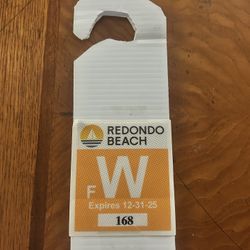 REDONDO
BEACH
F W
Expires 12-31-25
168